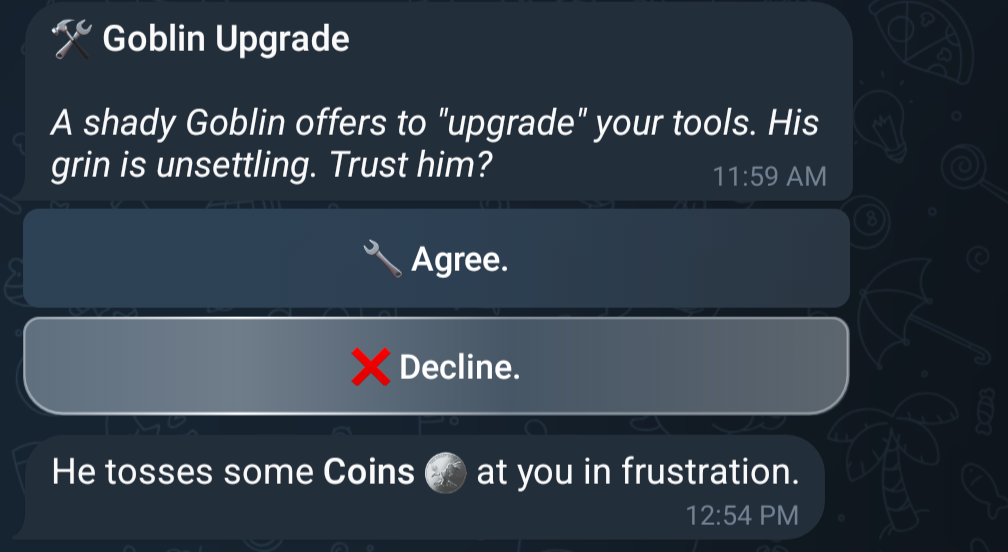 🛠 Goblin Upgrade
A shady Goblin offers to "upgrade" your tools. His
grin is unsettling. Trust him?
11:59 AM
🔧 Agree.
❌ Decline.
He tosses some Coins 🪙 at you in frustration.
12:54 PM